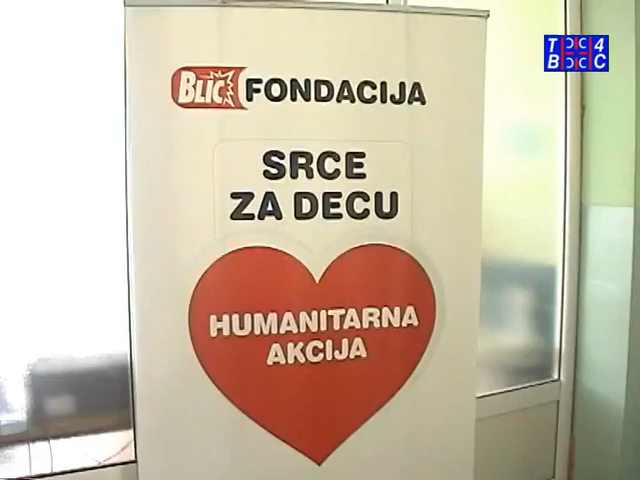 BLIC FONDACIJA
SRCE
ZA DECU
HUMANITARNA
AKCIJA